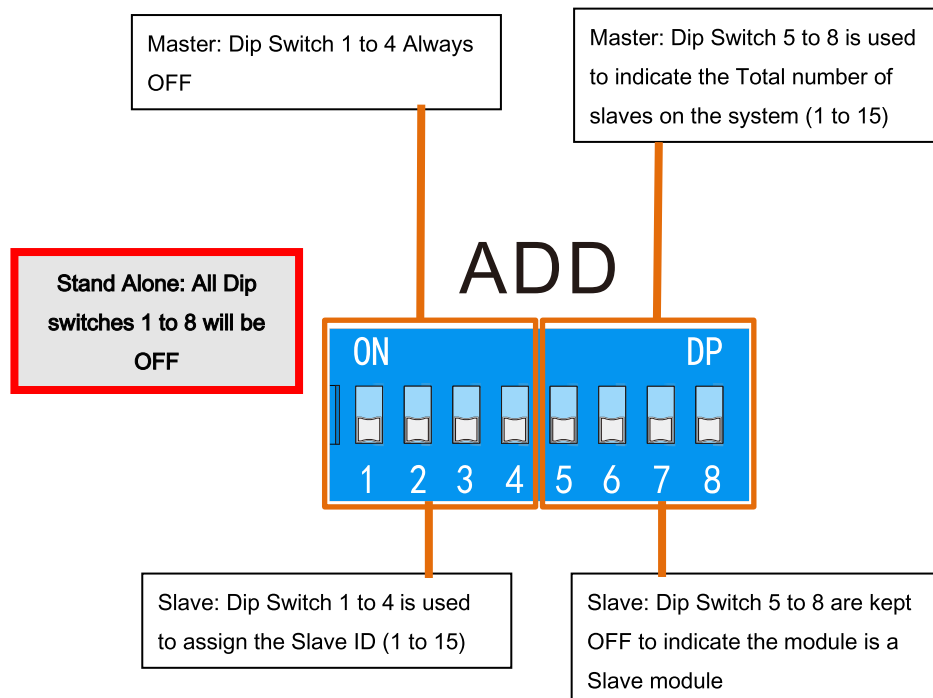 Master: Dip Switch 1 to 4 Always
OFF
Master: Dip Switch 5 to 8 is used
to indicate the Total number of
slaves on the system (1 to 15)
Stand Alone: All Dip
switches 1 to 8 will be
OFF
ADD
ON DP
1 2 3 4 5 6 7 8
Slave: Dip Switch 1 to 4 is used
to assign the Slave ID (1 to 15)
Slave: Dip Switch 5 to 8 are kept
OFF to indicate the module is a
Slave module